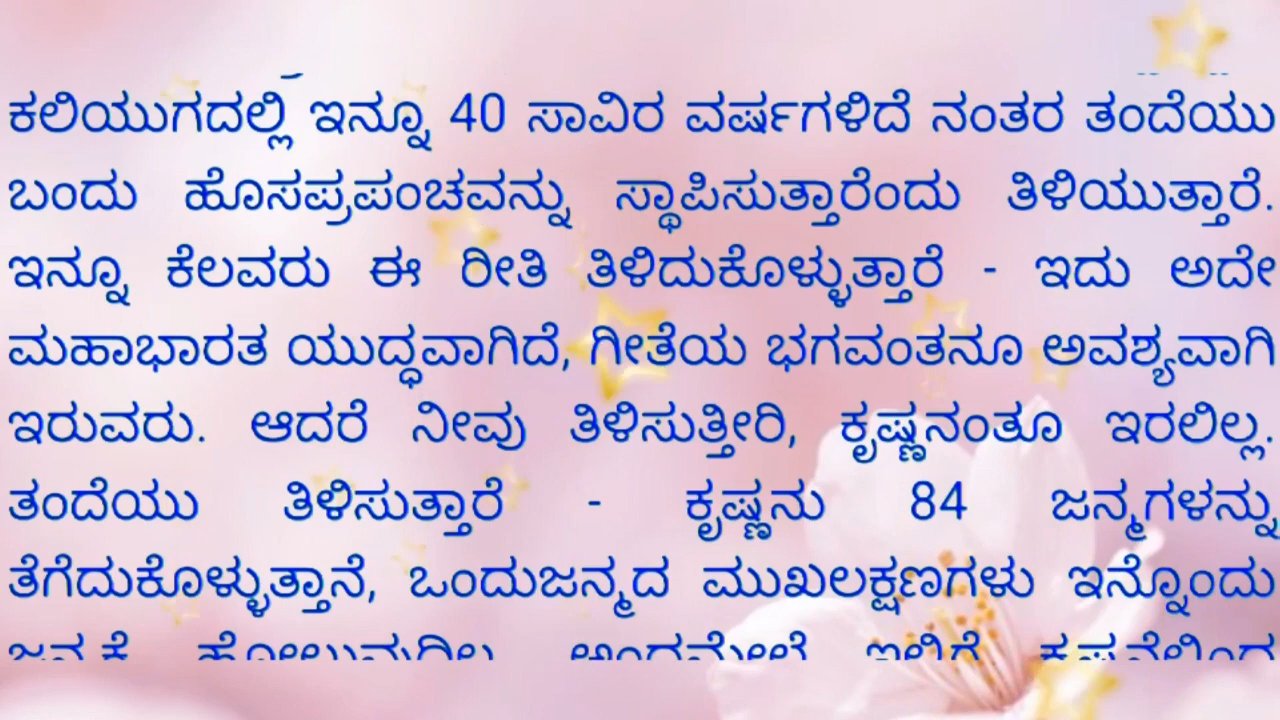 ಕಲಿಯುಗದಲ್ಲಿ ಇನ್ನೂ 40 ಸಾವಿರ ವರ್ಷಗಳಿದೆ ನಂತರ ತಂದೆಯು
ಬಂದು ಹೊಸಪ್ರಪಂಚವನ್ನು ಸ್ಥಾಪಿಸುತ್ತಾರೆಂದು ತಿಳಿಯುತ್ತಾರೆ.
ಇನ್ನೂ ಕೆಲವರು ಈ ರೀತಿ ತಿಳಿದುಕೊಳ್ಳುತ್ತಾರೆ - ಇದು ಅದೇ
ಮಹಾಭಾರತ ಯುದ್ಧವಾಗಿದೆ, ಗೀತೆಯ ಭಗವಂತನೂ ಅವಶ್ಯವಾಗಿ
ಇರುವರು. ಆದರೆ ನೀವು ತಿಳಿಸುತ್ತೀರಿ, ಕೃಷ್ಣನಂತೂ ಇರಲಿಲ್ಲ.
ತಂದೆಯು ತಿಳಿಸುತ್ತಾರೆ - ಕೃಷ್ಣನು 84 ಜನ್ಮಗಳನ್ನು
ತೆಗೆದುಕೊಳ್ಳುತ್ತಾನೆ, ಒಂದುಜನ್ಮದ ಮುಖಲಕ್ಷಣಗಳು ಇನ್ನೊಂದು